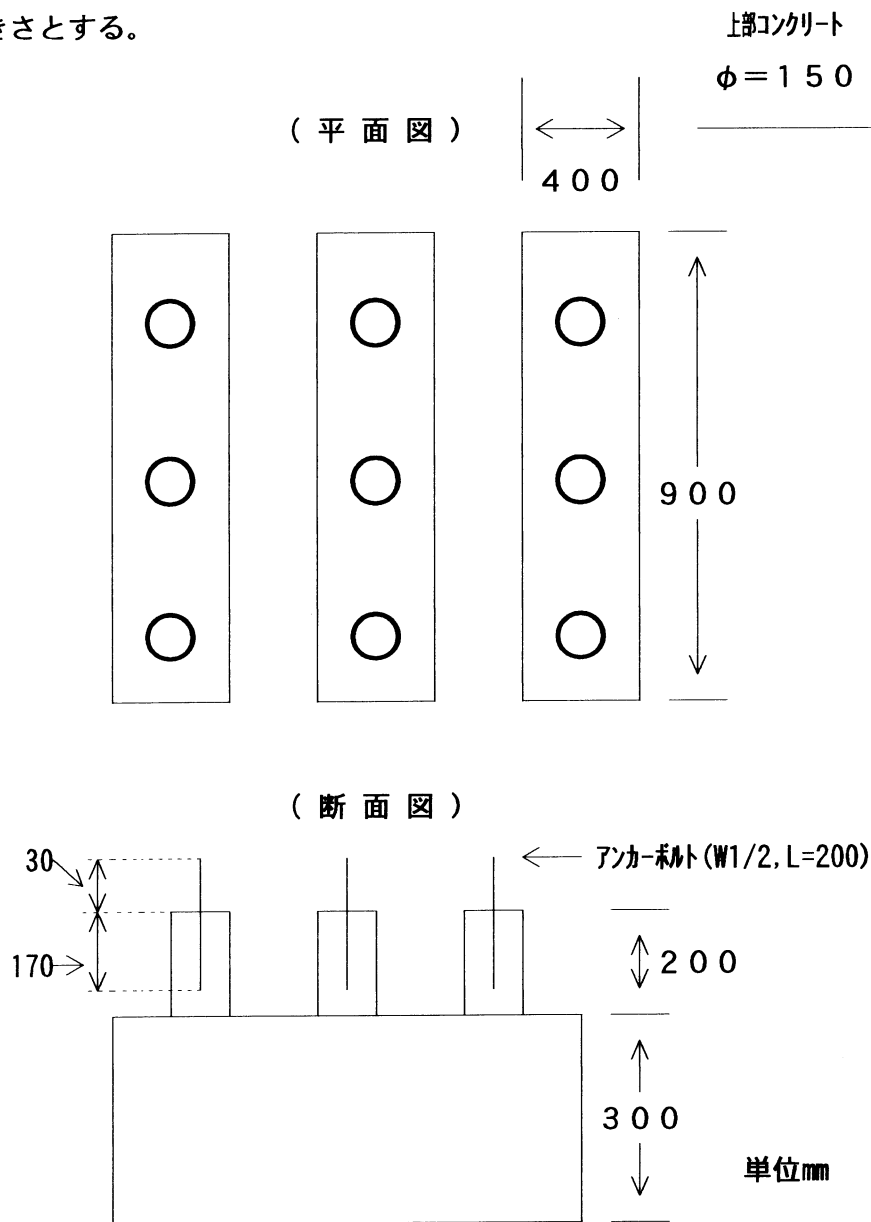 きさとする。
上部コンクリート
φ=150
(平面図)
400
900
(断面図)
30
アンカーボルト(W1/2, L=200)
170
200
300
単位mm